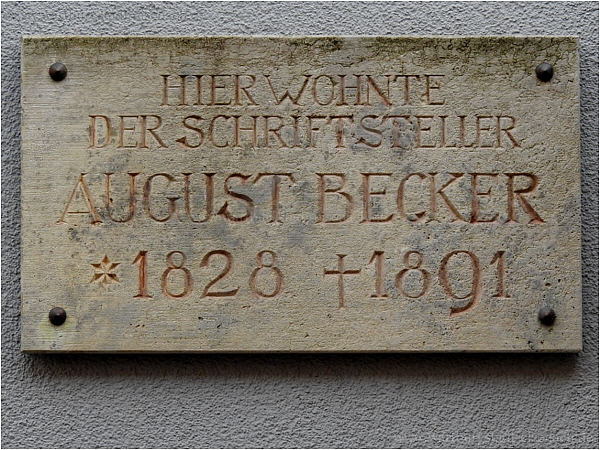 HIER WOHNTE
DER SCHRIFTSTELLER
AUGUST BECKER
*1828 †1891